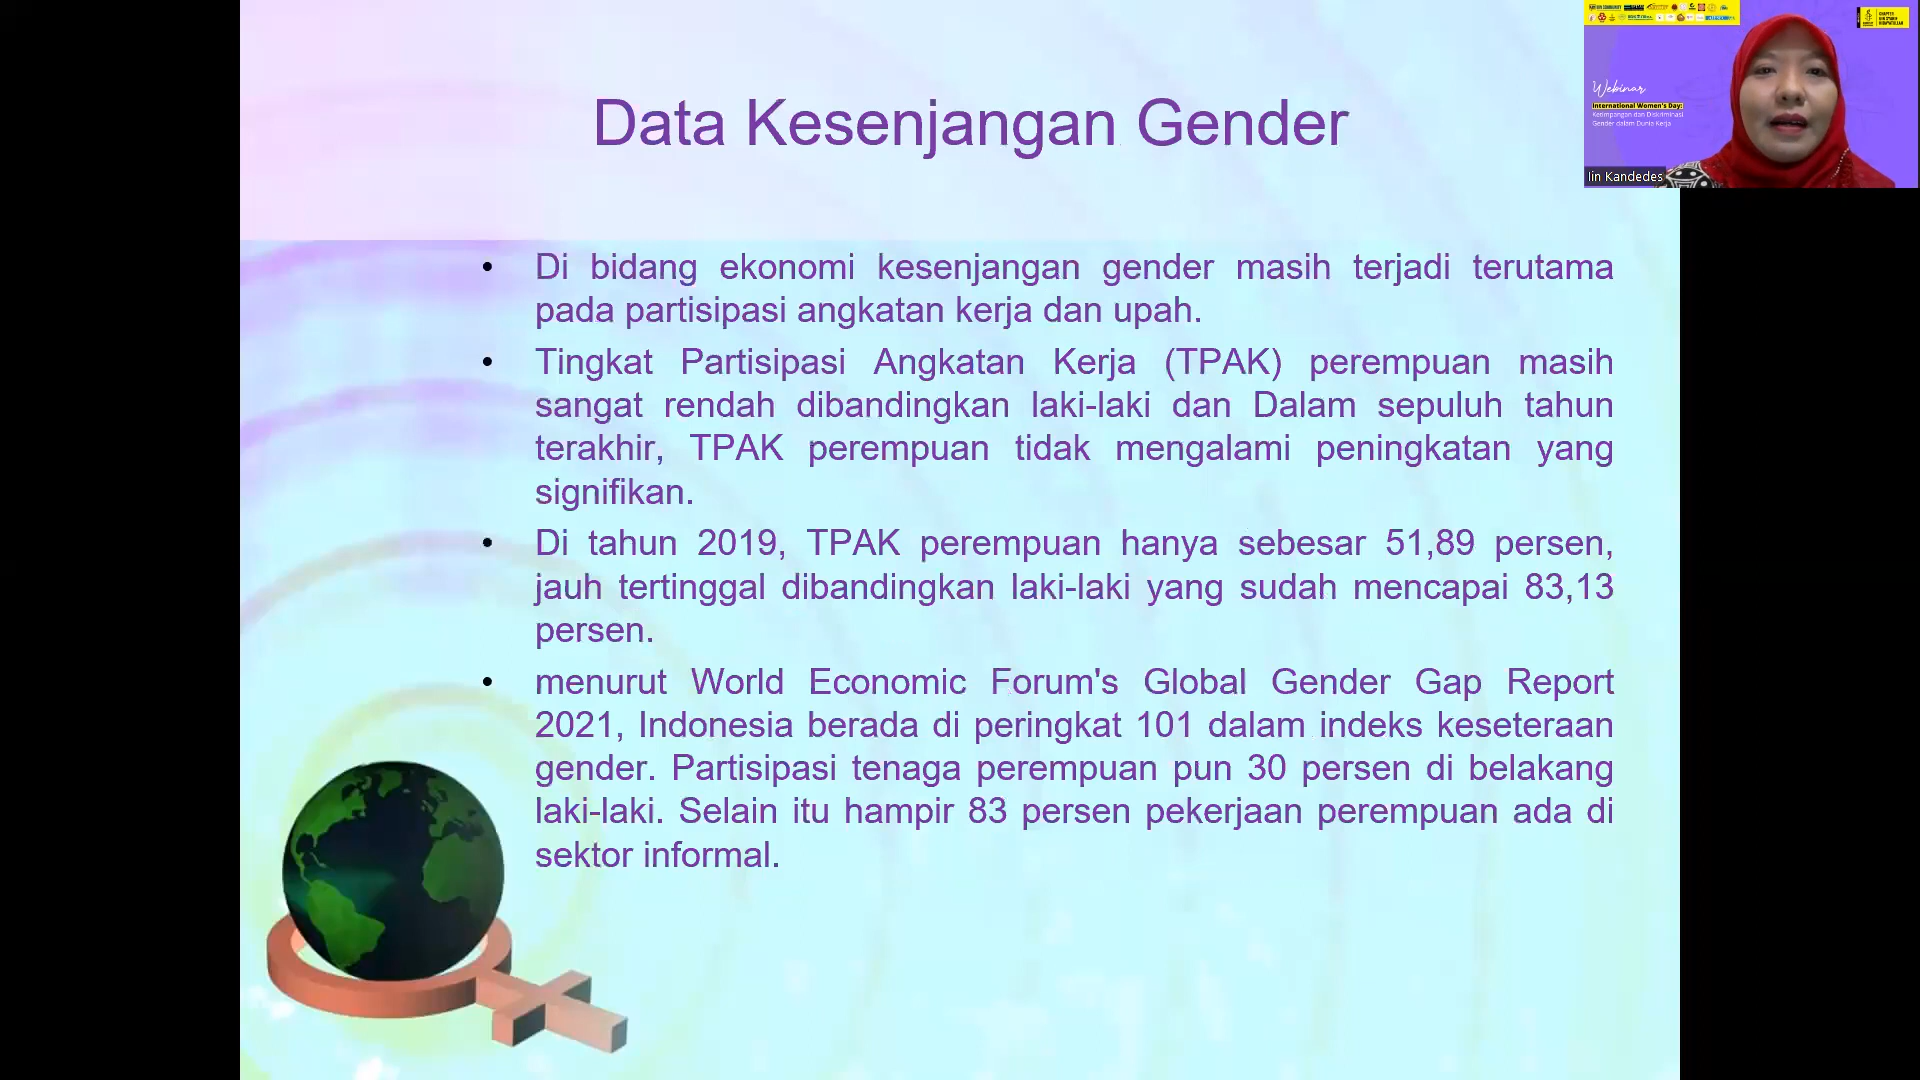 Data Kesenjangan Gender
• Di bidang ekonomi kesenjangan gender masih terjadi terutama
pada partisipasi angkatan kerja dan upah.
• Tingkat Partisipasi Angkatan Kerja (TPAK) perempuan masih
sangat rendah dibandingkan laki-laki dan Dalam sepuluh tahun
terakhir, TPAK perempuan tidak mengalami peningkatan yang
signifikan.
• Di tahun 2019, TPAK perempuan hanya sebesar 51,89 persen,
jauh tertinggal dibandingkan laki-laki yang sudah mencapai 83,13
persen.
• menurut World Economic Forum's Global Gender Gap Report
2021, Indonesia berada di peringkat 101 dalam indeks keseteraan
gender. Partisipasi tenaga perempuan pun 30 persen di belakang
laki-laki. Selain itu hampir 83 persen pekerjaan perempuan ada di
sektor informal.
Webinar
International Women's Day:
Ketimpangan dan Diskriminasi
Gender dalam Dunia Kerja
Iin Kandedes